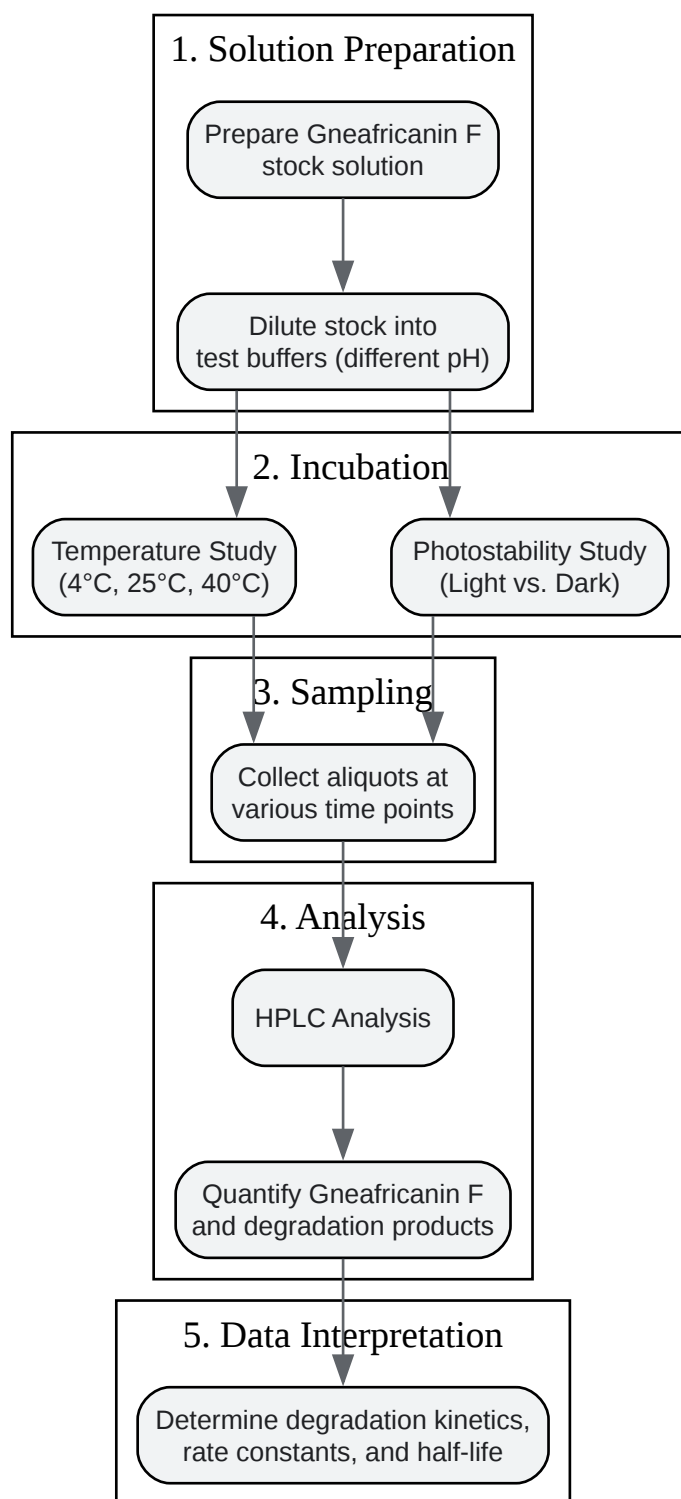 1. Solution Preparation
Prepare Gneafricanin F
stock solution
Dilute stock into
test buffers (different pH)
2. Incubation
Temperature Study
(4°C, 25°C, 40°C)
Photostability Study
(Light vs. Dark)
3. Sampling
Collect aliquots at
various time points
4. Analysis
HPLC Analysis
Quantify Gneafricanin F
and degradation products
5. Data Interpretation
Determine degradation kinetics,
rate constants, and half-life